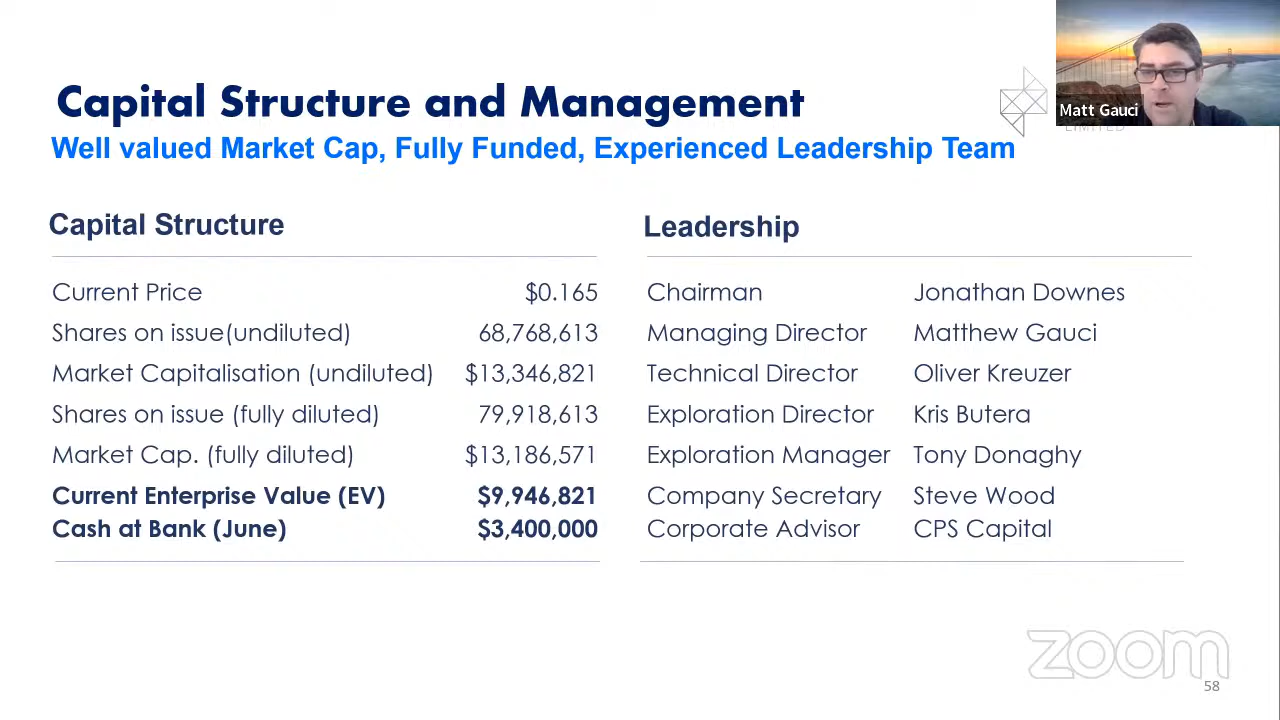 Matt Gauci
LIMITED
Capital Structure and Management
Well valued Market Cap, Fully Funded, Experienced Leadership Team
Capital Structure
Current Price $0.165
Shares on issue(undiluted) 68,768,613
Market Capitalisation (undiluted) $13,346,821
Shares on issue (fully diluted) 79,918,613
Market Cap. (fully diluted) $13,186,571
Current Enterprise Value (EV) $9,946,821
Cash at Bank (June) $3,400,000
Leadership
Chairman Jonathan Downes
Managing Director Matthew Gauci
Technical Director Oliver Kreuzer
Exploration Director Kris Butera
Exploration Manager Tony Donaghy
Company Secretary Steve Wood
Corporate Advisor CPS Capital
zoom
58